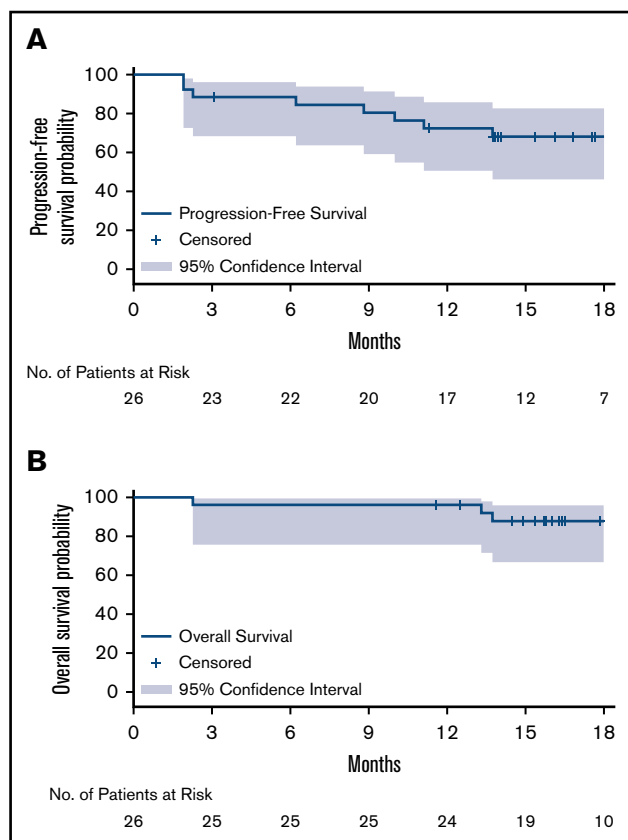 A
Progression-free
survival probability
100
80
60
40
20
0
Progression-Free Survival
Censored
95% Confidence Interval
0 3 6 9 12 15 18
Months
No. of Patients at Risk
26 23 22 20 17 12 7
B
Overall survival probability
100
80
60
40
20
0
Overall Survival
Censored
95% Confidence Interval
0 3 6 9 12 15 18
Months
No. of Patients at Risk
26 25 25 25 24 19 10